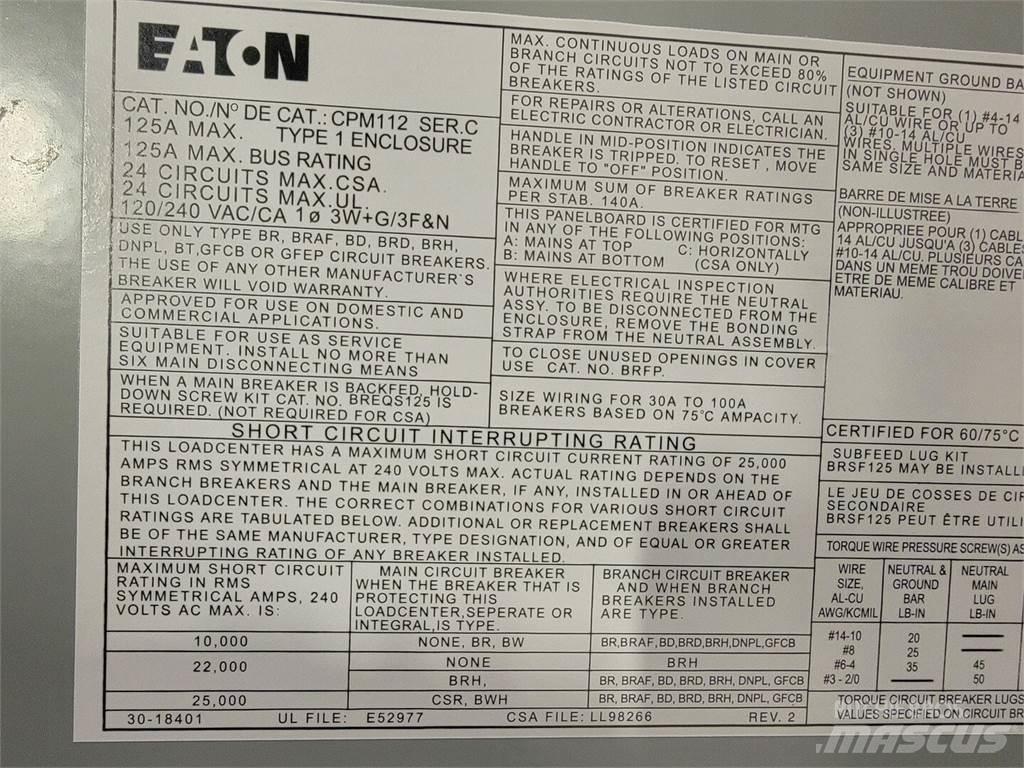 EATON
CAT. NO./Nº DE CAT.: CPM112 SER.C
125A MAX. TYPE 1 ENCLOSURE
125A MAX. BUS RATING
24 CIRCUITS MAX.CSA.
24 CIRCUITS MAX.UL.
120/240 VAC/CA 1ø 3W+G/3F&N
USE ONLY TYPE BR, BRAF, BD, BRD, BRH,
DNPL, BT,GFCB OR GFEP CIRCUIT BREAKERS.
THE USE OF ANY OTHER MANUFACTURER'S
BREAKER WILL VOID WARRANTY.
APPROVED FOR USE ON DOMESTIC AND
COMMERCIAL APPLICATIONS.
SUITABLE FOR USE AS SERVICE
EQUIPMENT. INSTALL NO MORE THAN
SIX MAIN DISCONNECTING MEANS
WHEN A MAIN BREAKER IS BACKFED, HOLD-
DOWN SCREW KIT CAT. NO. BREQS125 IS
REQUIRED. (NOT REQUIRED FOR CSA)
MAX. CONTINUOUS LOADS ON MAIN OR
BRANCH CIRCUITS NOT TO EXCEED 80%
OF THE RATINGS OF THE LISTED CIRCUIT
BREAKERS.
FOR REPAIRS OR ALTERATIONS, CALL AN
ELECTRIC CONTRACTOR OR ELECTRICIAN.
HANDLE IN MID-POSITION INDICATES THE
BREAKER IS TRIPPED. TO RESET , MOVE
HANDLE TO "OFF" POSITION.
MAXIMUM SUM OF BREAKER RATINGS
PER STAB. 140A.
THIS PANELBOARD IS CERTIFIED FOR MTG
IN ANY OF THE FOLLOWING POSITIONS:
A: MAINS AT TOP C: HORIZONTALLY
B: MAINS AT BOTTOM (CSA ONLY)
WHERE ELECTRICAL INSPECTION
AUTHORITIES REQUIRE THE NEUTRAL
ASSY. TO BE DISCONNECTED FROM THE
ENCLOSURE, REMOVE THE BONDING
STRAP FROM THE NEUTRAL ASSEMBLY.
TO CLOSE UNUSED OPENINGS IN COVER
USE CAT. NO. BRFP.
SIZE WIRING FOR 30A TO 100A
BREAKERS BASED ON 75°C AMPACITY.
EQUIPMENT GROUND BA
(NOT SHOWN)
SUITABLE FOR (1) #4-14
AL/CU WIRE OR UP TO
(3) #10-14 AL/CU
WIRES, MULTIPLE WIRES
IN SINGLE HOLE MUST B
SAME SIZE AND MATERIA
BARRE DE MISE A LA TERRE
(NON-ILLUSTREE)
APPROPRIEE POUR (1) CABL
14 AL/CU JUSQU'A (3) CABLE
#10-14 AL/CU. PLUSIEURS CA
DANS UN MEME TROU DOIVE
ETRE DE MEME CALIBRE ET
MATERIAU.
SHORT CIRCUIT INTERRUPTING RATING
THIS LOADCENTER HAS A MAXIMUM SHORT CIRCUIT CURRENT RATING OF 25,000
AMPS RMS SYMMETRICAL AT 240 VOLTS MAX. ACTUAL RATING DEPENDS ON THE
BRANCH BREAKERS AND THE MAIN BREAKER, IF ANY, INSTALLED IN OR AHEAD OF
THIS LOADCENTER. THE CORRECT COMBINATIONS FOR VARIOUS SHORT CIRCUIT
RATINGS ARE TABULATED BELOW. ADDITIONAL OR REPLACEMENT BREAKERS SHALL
BE OF THE SAME MANUFACTURER, TYPE DESIGNATION, AND OF EQUAL OR GREATER
INTERRUPTING RATING OF ANY BREAKER INSTALLED.
MAXIMUM SHORT CIRCUIT
RATING IN RMS
SYMMETRICAL AMPS, 240
VOLTS AC MAX. IS:
MAIN CIRCUIT BREAKER
WHEN THE BREAKER THAT IS
PROTECTING THIS
LOADCENTER,SEPERATE OR
INTEGRAL,IS TYPE.
BRANCH CIRCUIT BREAKER
AND WHEN BRANCH
BREAKERS INSTALLED
ARE TYPE.
10,000 NONE, BR, BW BR,BRAF,BD,BRD,BRH,DNPL,GFCB
22,000 NONE BRH
BRH, BR, BRAF, BD, BRD, BRH, DNPL, GFCB
25,000 CSR, BWH BR, BRAF, BD, BRD, BRH, DNPL, GFCB
30-18401 UL FILE: E52977 CSA FILE: LL98266 REV. 2
CERTIFIED FOR 60/75°C
SUBFEED LUG KIT
BRSF125 MAY BE INSTALL
LE JEU DE COSSES DE CIR
SECONDAIRE
BRSF125 PEUT ÊTRE UTILI
TORQUE WIRE PRESSURE SCREW(S) AS
WIRE
SIZE,
AL-CU
AWG/KCMIL
NEUTRAL &
GROUND
BAR
LB-IN
NEUTRAL
MAIN
LUG
LB-IN
#14-10 20
#8 25
#6-4 35 45
#3 - 2/0 50
TORQUE CIRCUIT BREAKER LUGS
VALUES SPECIFIED ON CIRCUIT BR
MASCUS